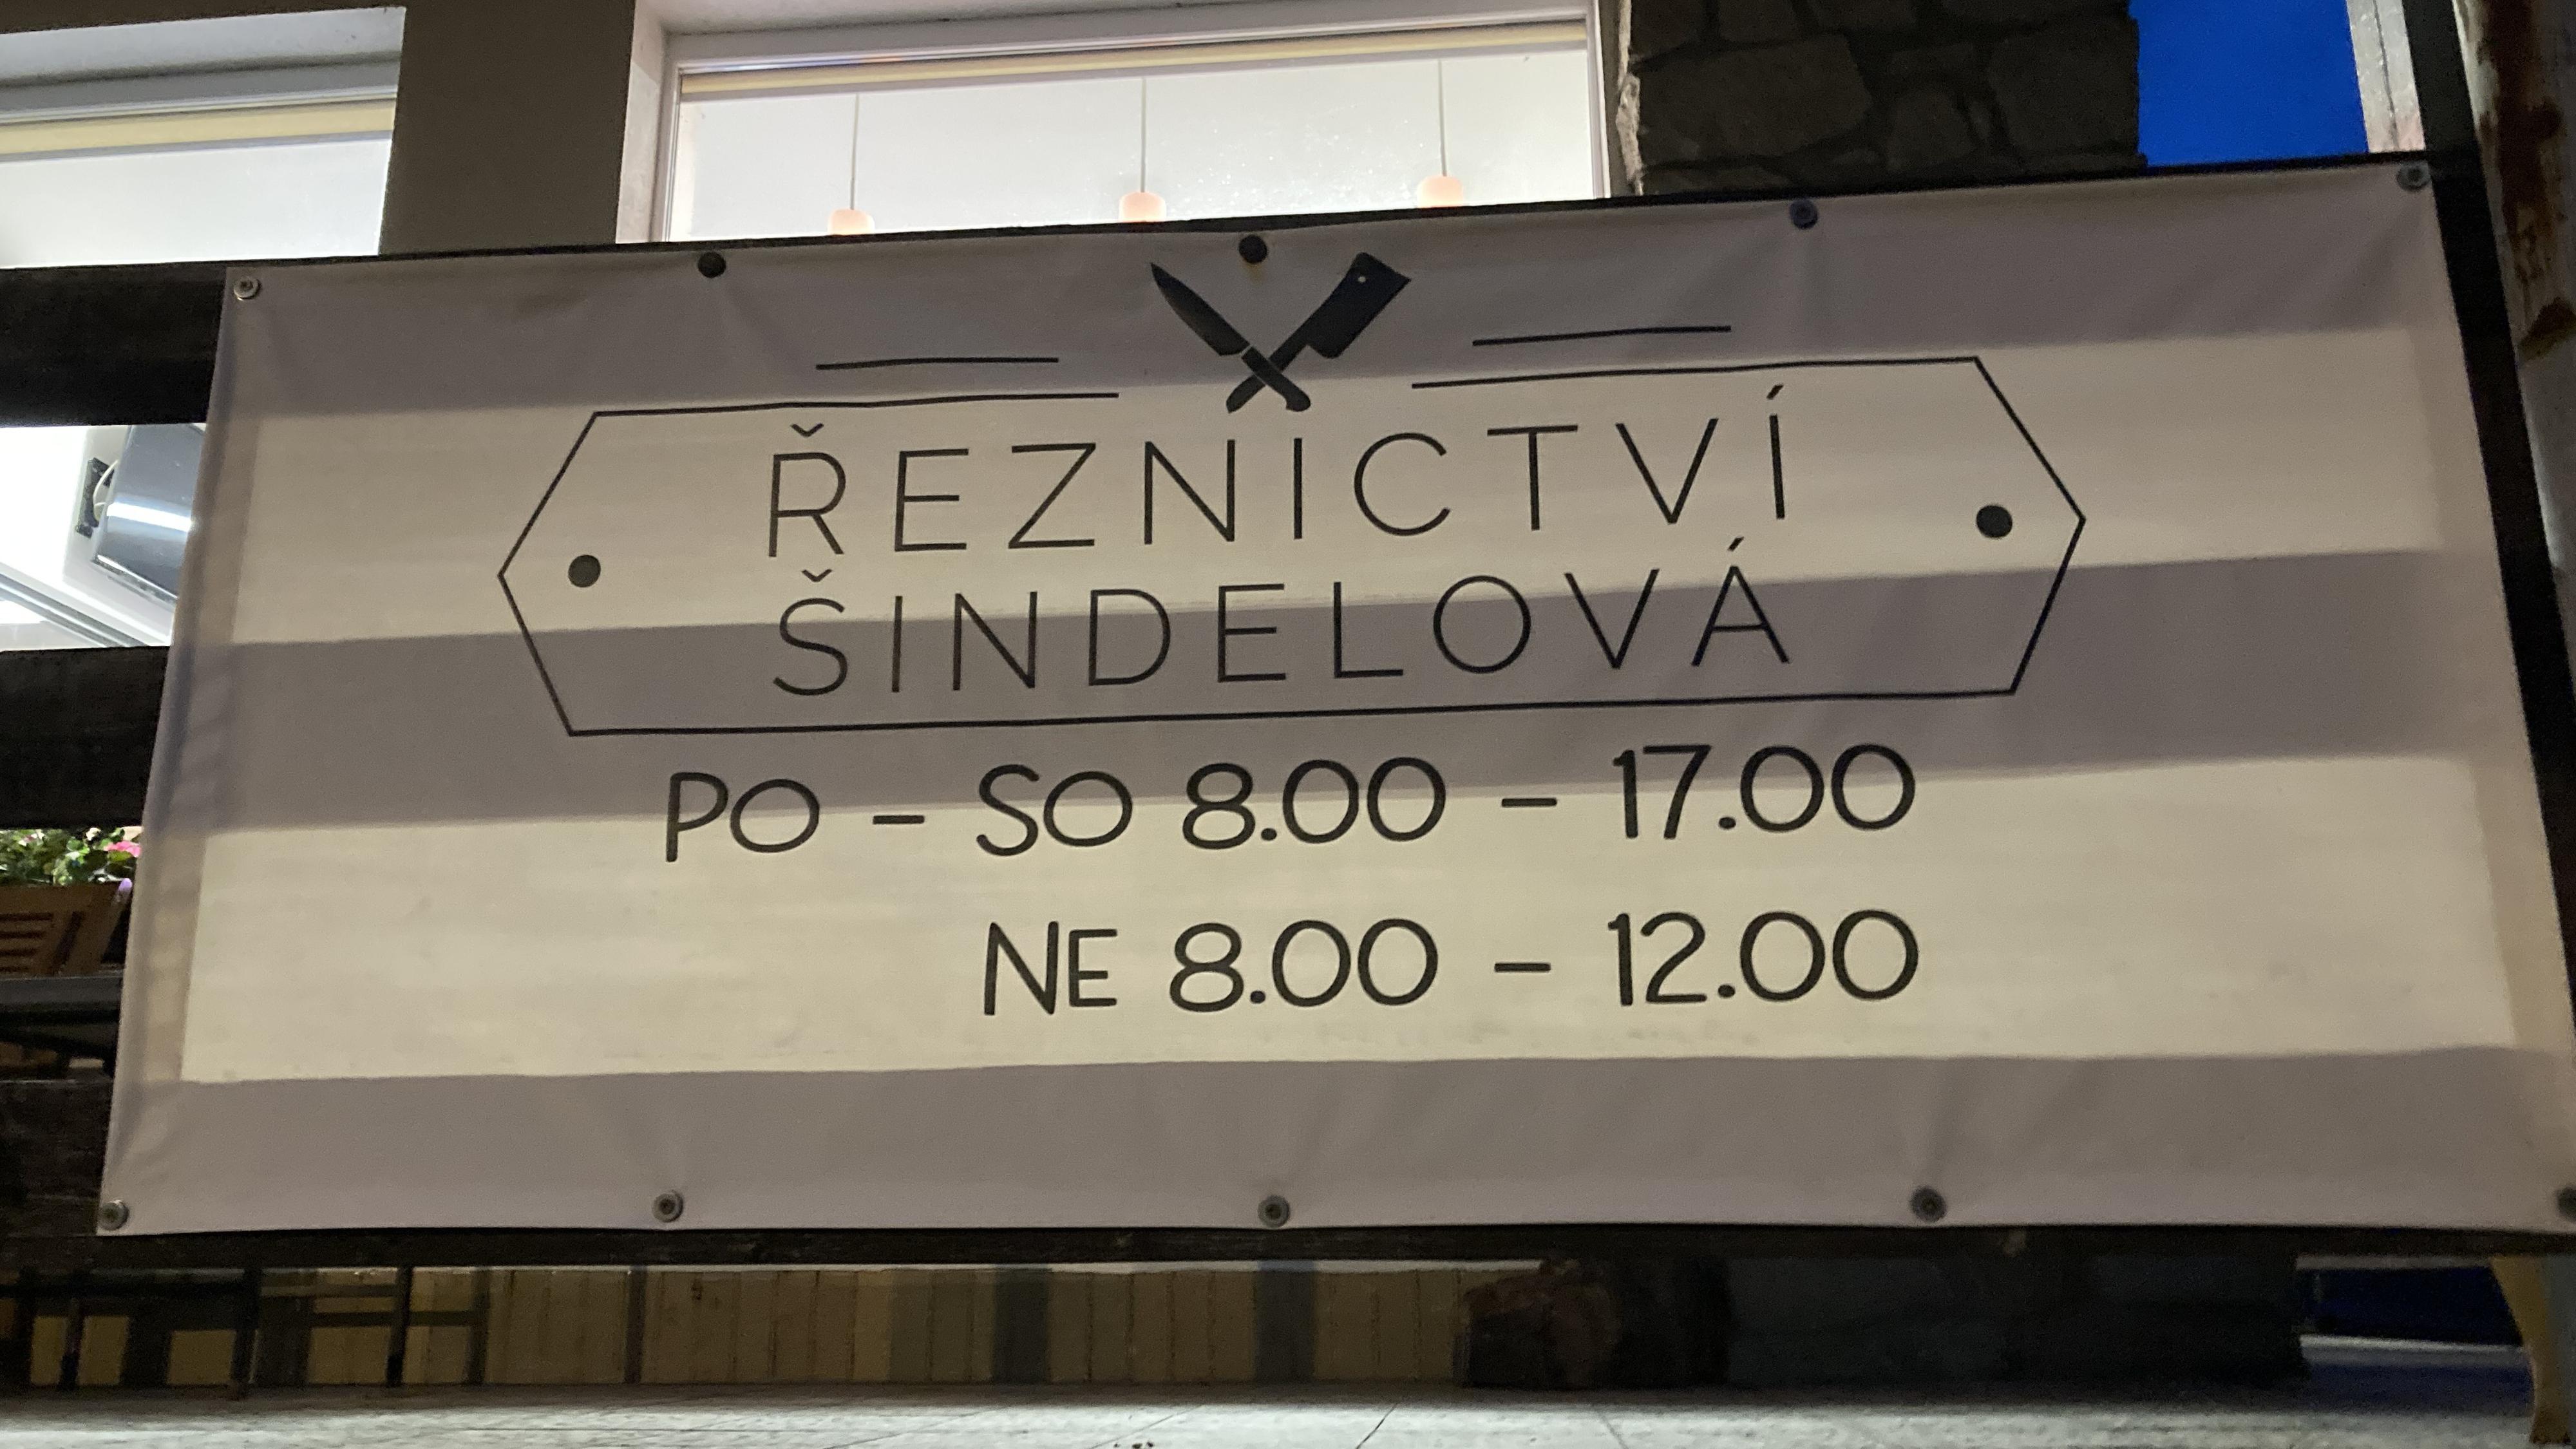 ŘEZNICTVÍ
ŠINDELOVÁ
PO – SO 8.00 – 17.00
NE 8.00 – 12.00